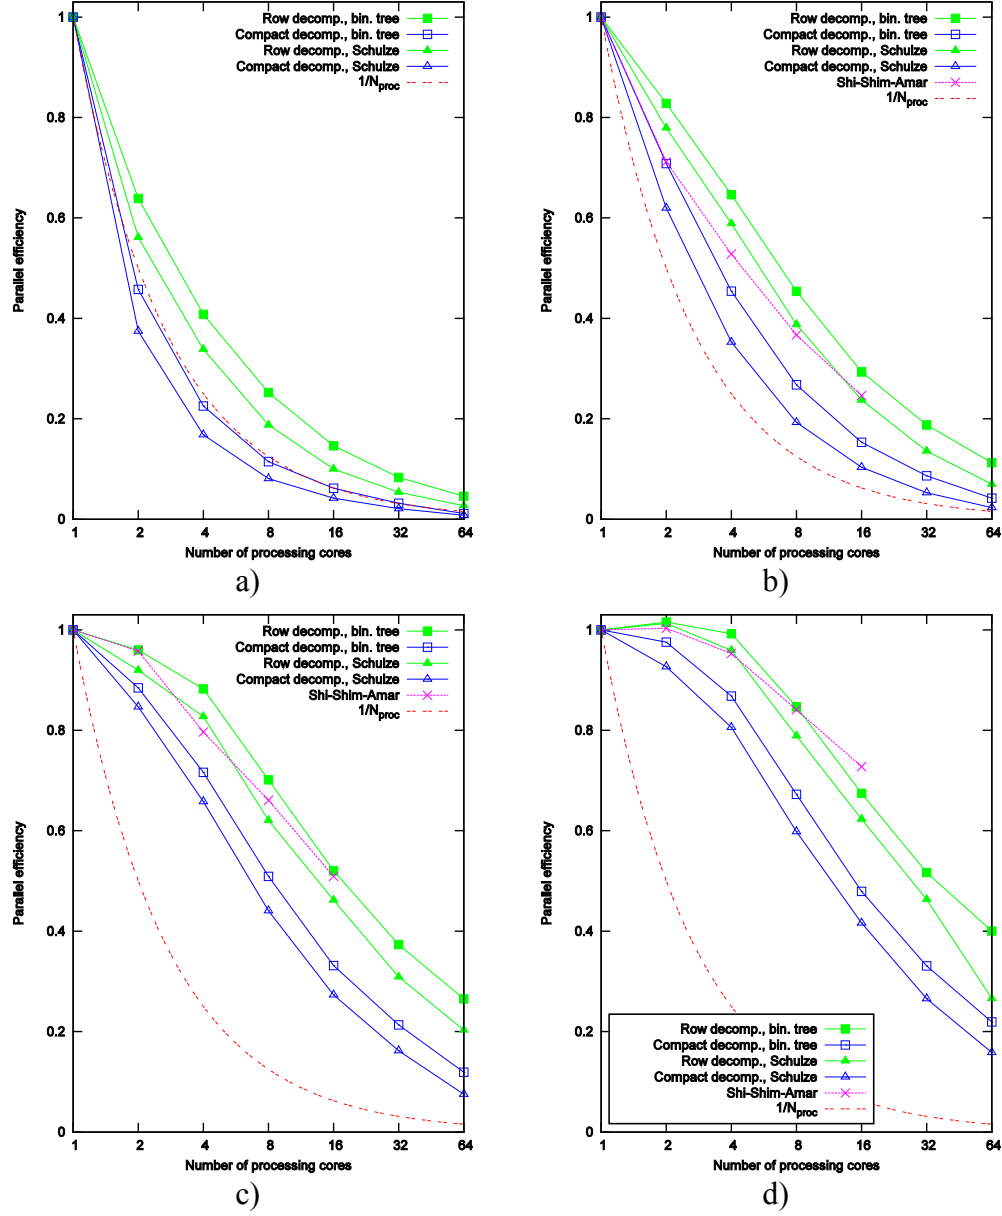 Row decomp., bin. tree
Compact decomp., bin. tree
Row decomp., Schulze
Compact decomp., Schulze
1/Nproc
1
0.8
0.6
0.4
0.2
0
Parallel efficiency
1 2 4 8 16 32 64
Number of processing cores
a)
Row decomp., bin. tree
Compact decomp., bin. tree
Row decomp., Schulze
Compact decomp., Schulze
Shi-Shim-Amar
1/Nproc
1
0.8
0.6
0.4
0.2
0
Parallel efficiency
1 2 4 8 16 32 64
Number of processing cores
b)
Row decomp., bin. tree
Compact decomp., bin. tree
Row decomp., Schulze
Compact decomp., Schulze
Shi-Shim-Amar
1/Nproc
1
0.8
0.6
0.4
0.2
0
Parallel efficiency
1 2 4 8 16 32 64
Number of processing cores
c)
1
0.8
0.6
0.4
0.2
0
Parallel efficiency
Row decomp., bin. tree
Compact decomp., bin. tree
Row decomp., Schulze
Compact decomp., Schulze
Shi-Shim-Amar
1/Nproc
1 2 4 8 16 32 64
Number of processing cores
d)